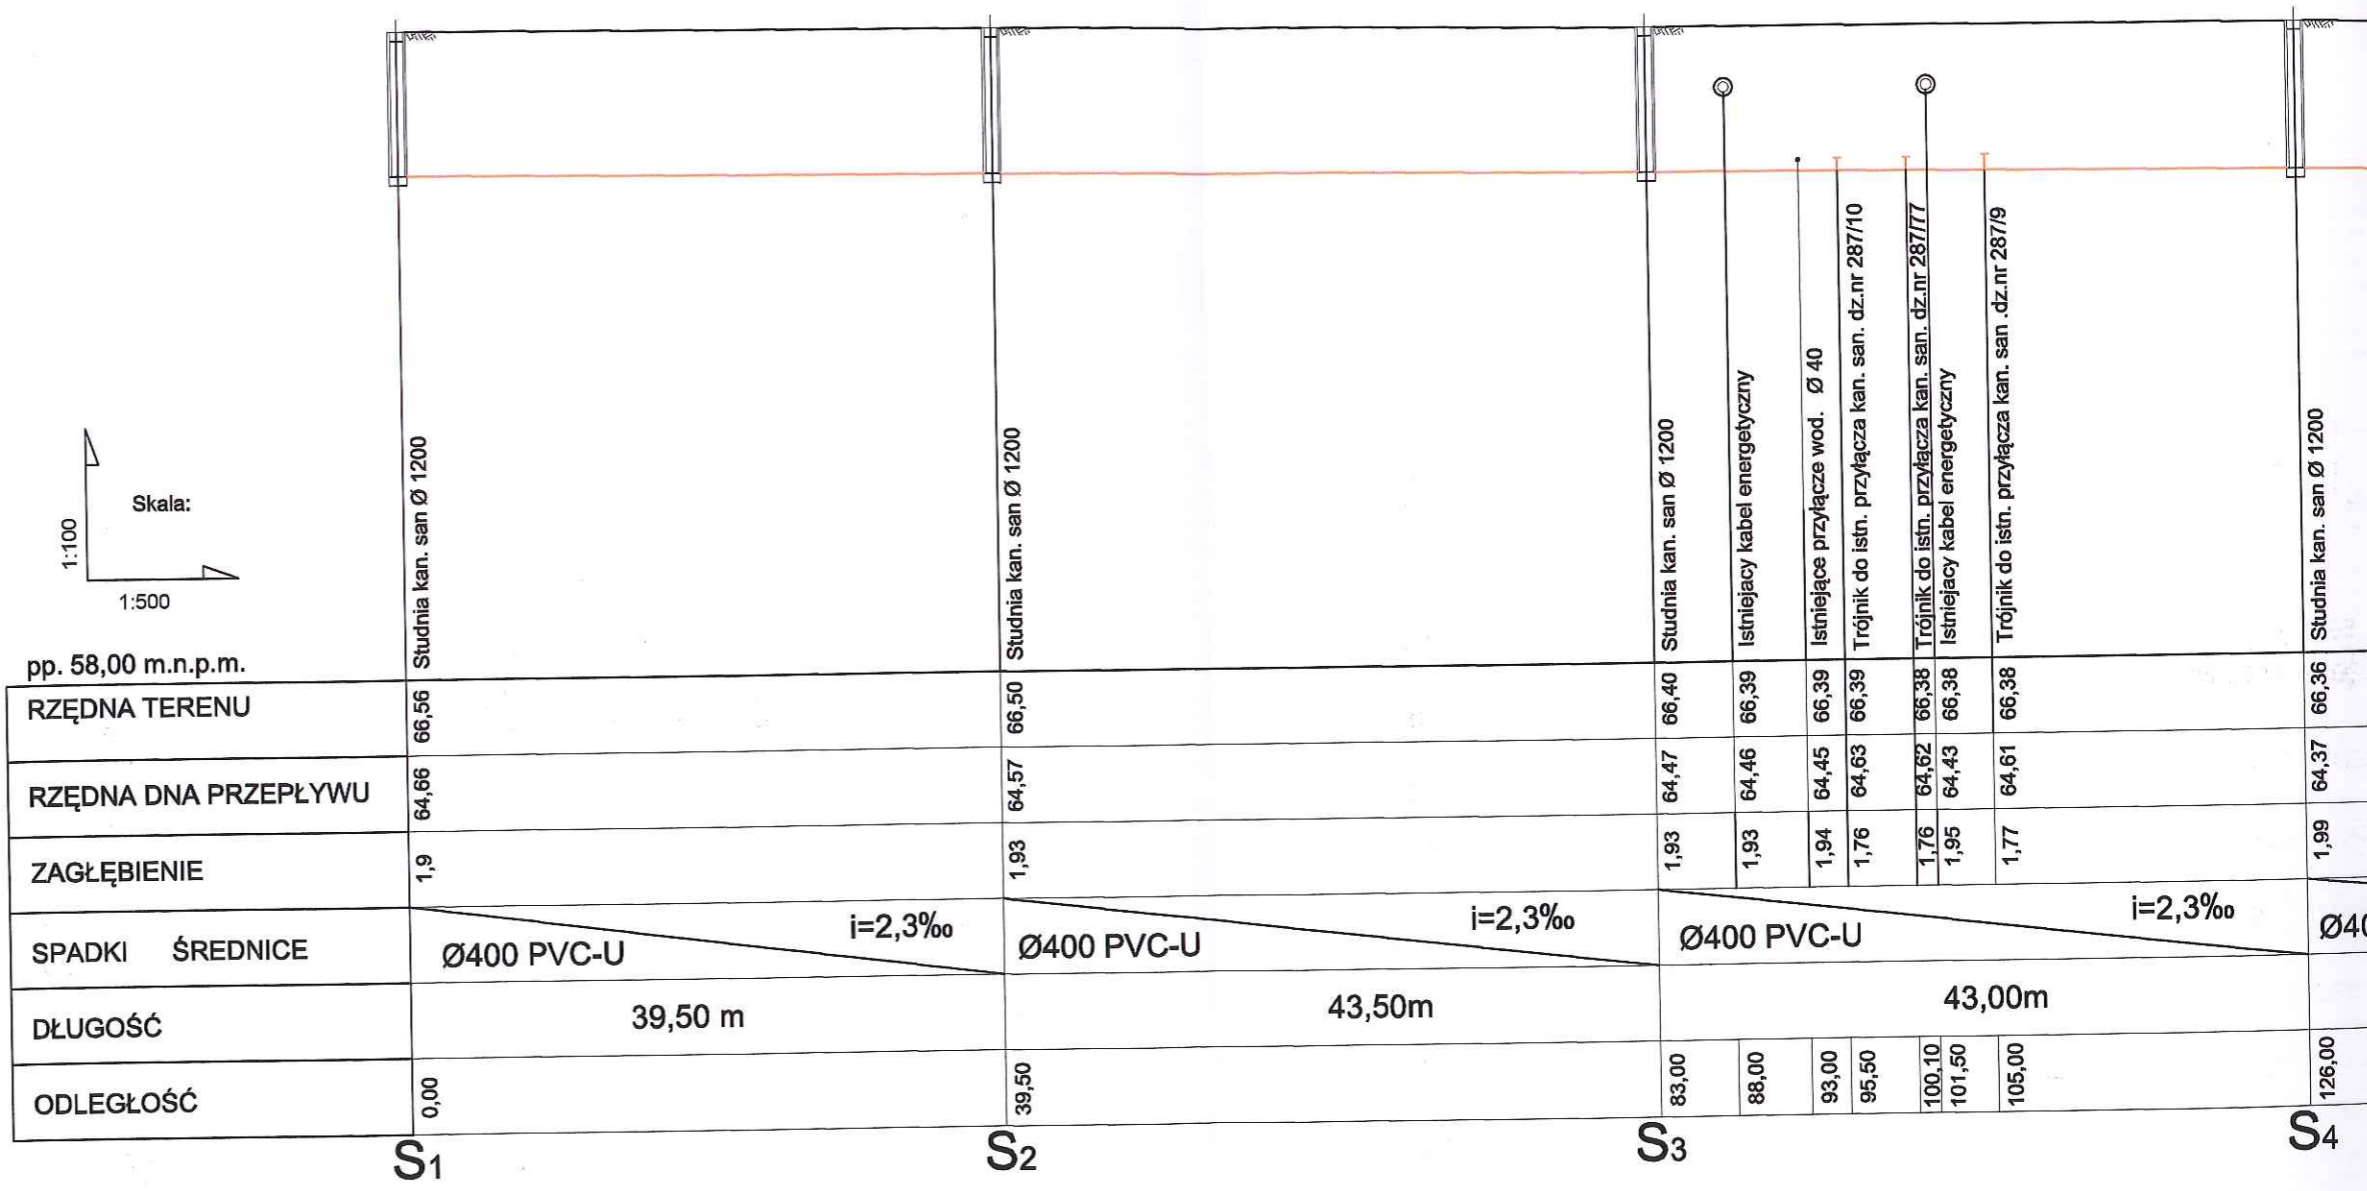 Skala:
1:100
1:500
pp. 58,00 m.n.p.m.
Studnia kan. san Ø 1200
Studnia kan. san Ø 1200
Studnia kan. san Ø 1200
Istniejacy kabel energetyczny
Istniejące przyłącze wod. Ø 40
Trójnik do istn. przyłącza kan. san. dz.nr 287/10
Trójnik do istn. przyłącza kan. san. dz.nr 287/77
Istniejacy kabel energetyczny
Trójnik do istn. przyłącza kan. san .dz.nr 287/9
Studnia kan. san Ø 1200
RZĘDNA TERENU 66,56 66,50 66,40 66,39 66,39 66,39 66,38 66,38 66,38 66,36
RZĘDNA DNA PRZEPŁYWU 64,66 64,57 64,47 64,46 64,45 64,63 64,62 64,43 64,61 64,37
ZAGŁĘBIENIE 1,9 1,93 1,93 1,93 1,94 1,76 1,76 1,95 1,77 1,99
SPADKI ŚREDNICE Ø400 PVC-U i=2,3‰ Ø400 PVC-U i=2,3‰ Ø400 PVC-U i=2,3‰ Ø40
DŁUGOŚĆ 39,50 m 43,50m 43,00m
ODLEGŁOŚĆ 0,00 39,50 83,00 88,00 93,00 95,50 100,10 101,50 105,00 126,00
S1 S2 S3 S4